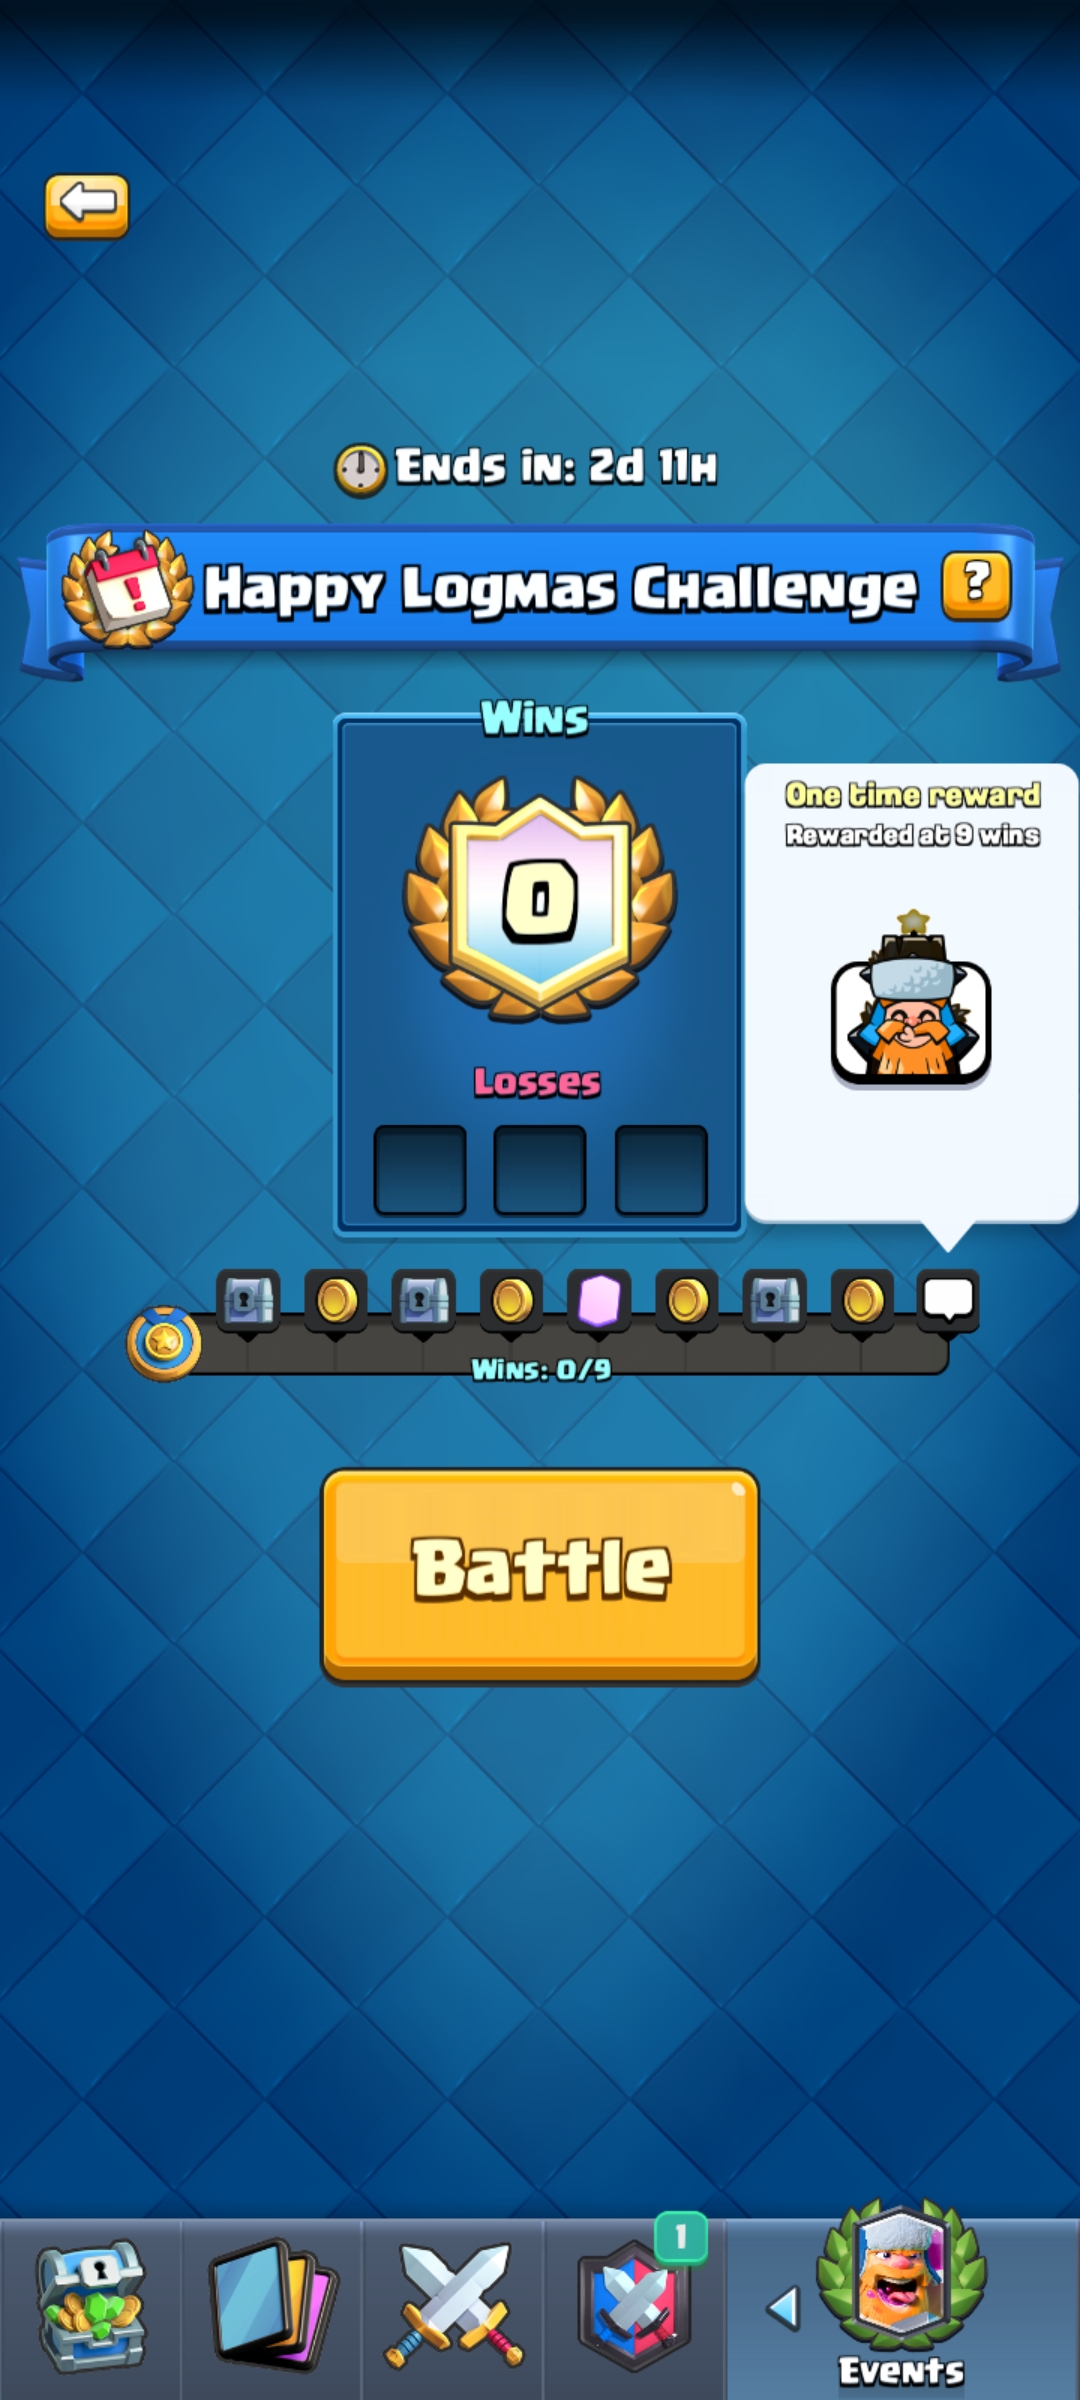 Ends in: 2d 11h
Happy Logmas Challenge
?
Wins
One time reward
Rewarded at 9 wins
0
Losses
Wins: 0/9
Battle
1
Events